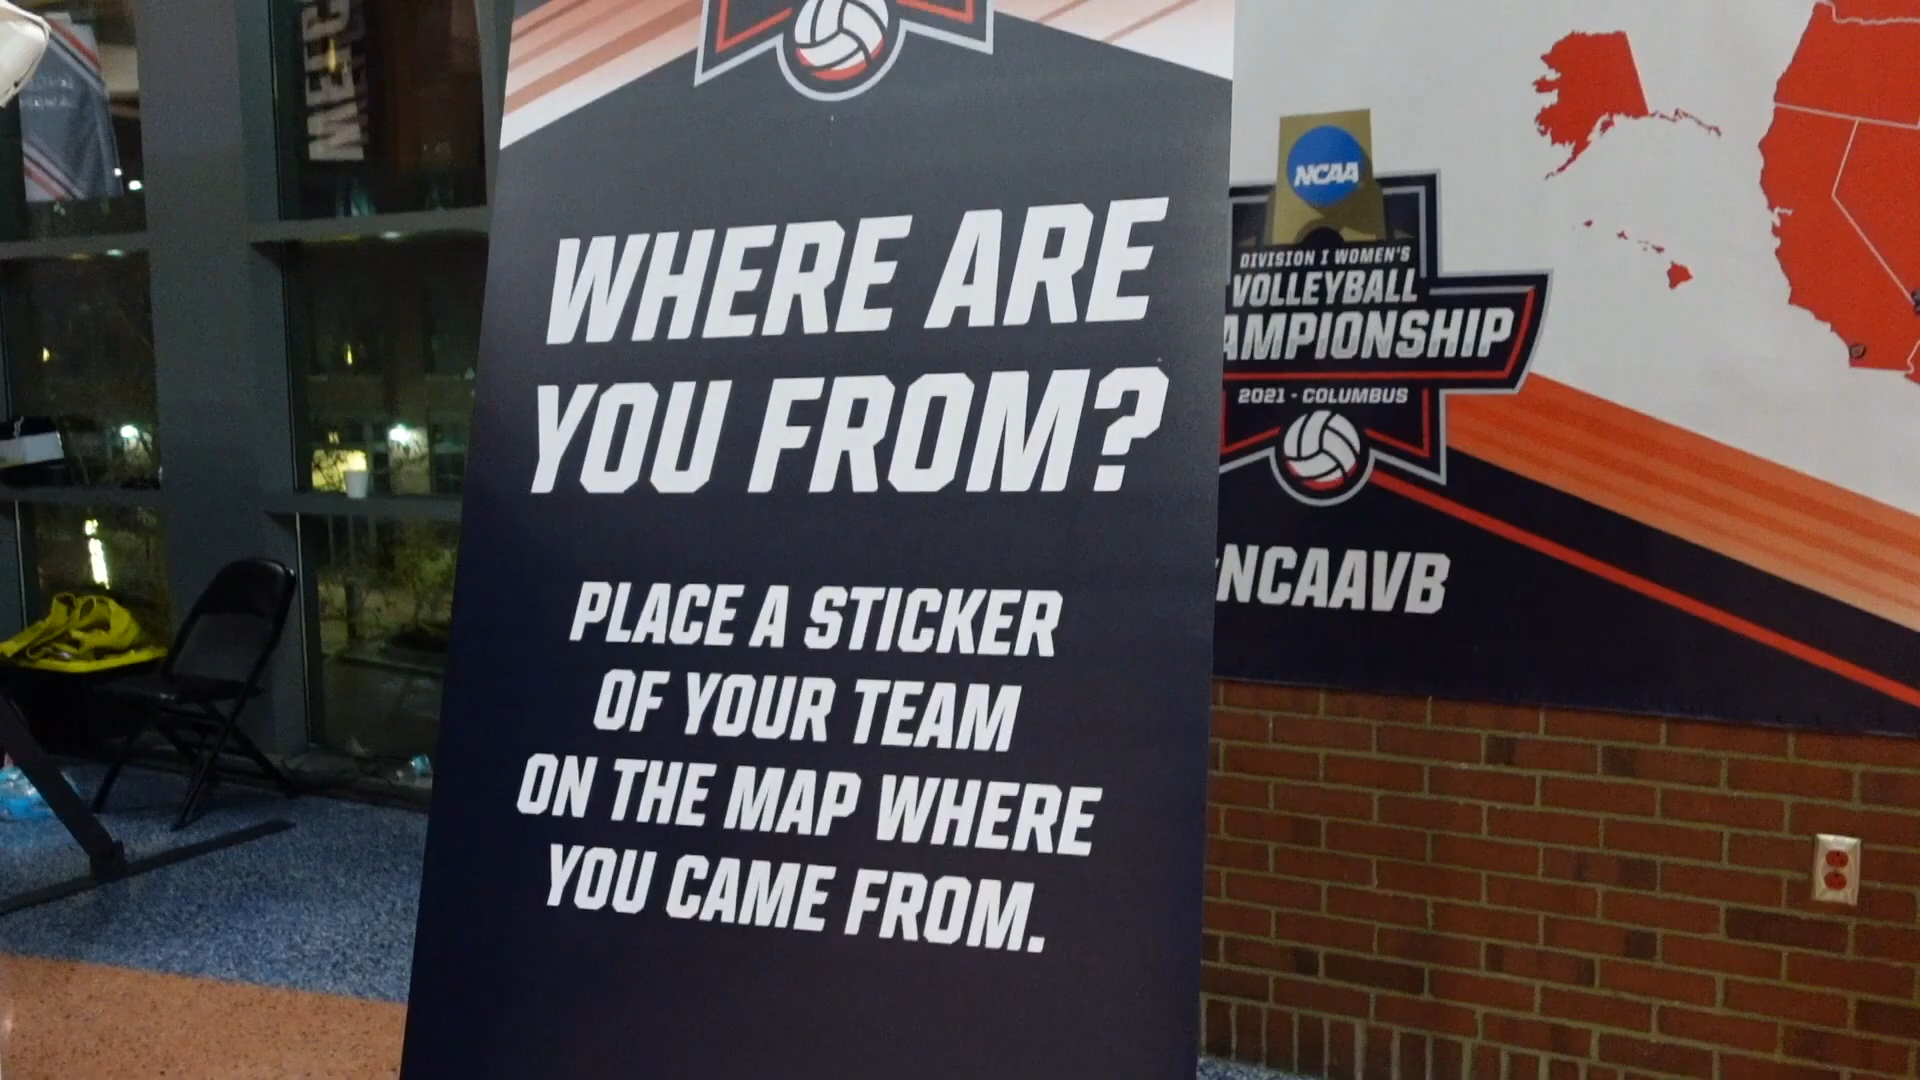 WHERE ARE
YOU FROM?
PLACE A STICKER
OF YOUR TEAM
ON THE MAP WHERE
YOU CAME FROM.
NCAA
DIVISION I WOMEN'S
VOLLEYBALL
AMPIONSHIP
2021 - COLUMBUS
NCAAVB